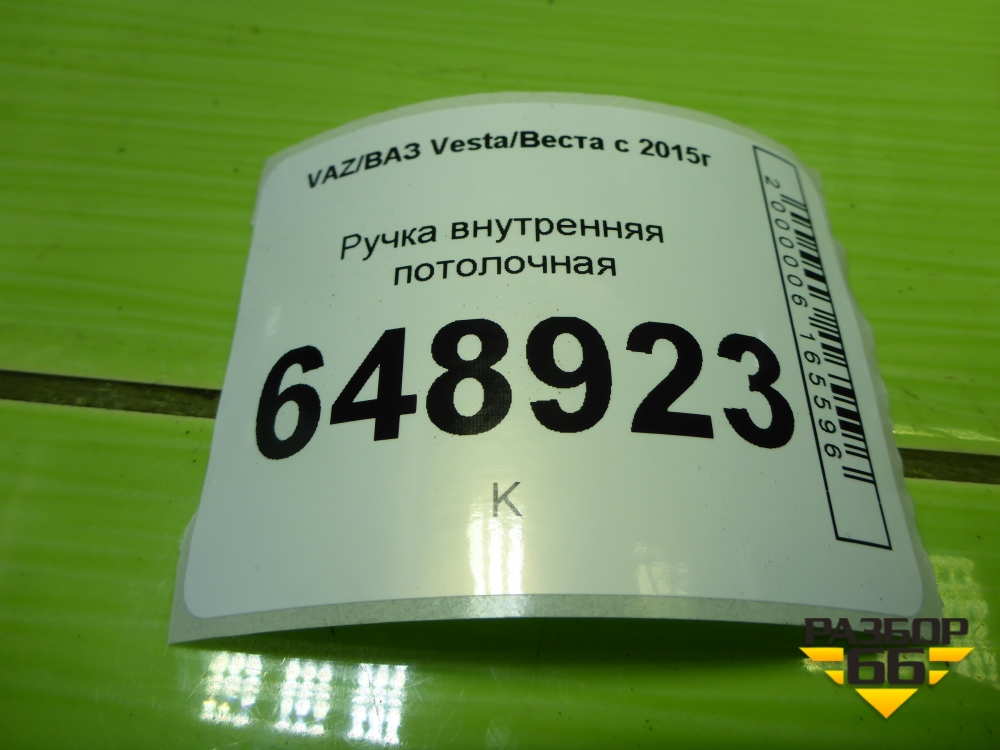 VAZ/ВАЗ Vesta/Веста с 2015г
Ручка внутренняя
потолочная
648923
К
2000006165596
РАЗБОР
66